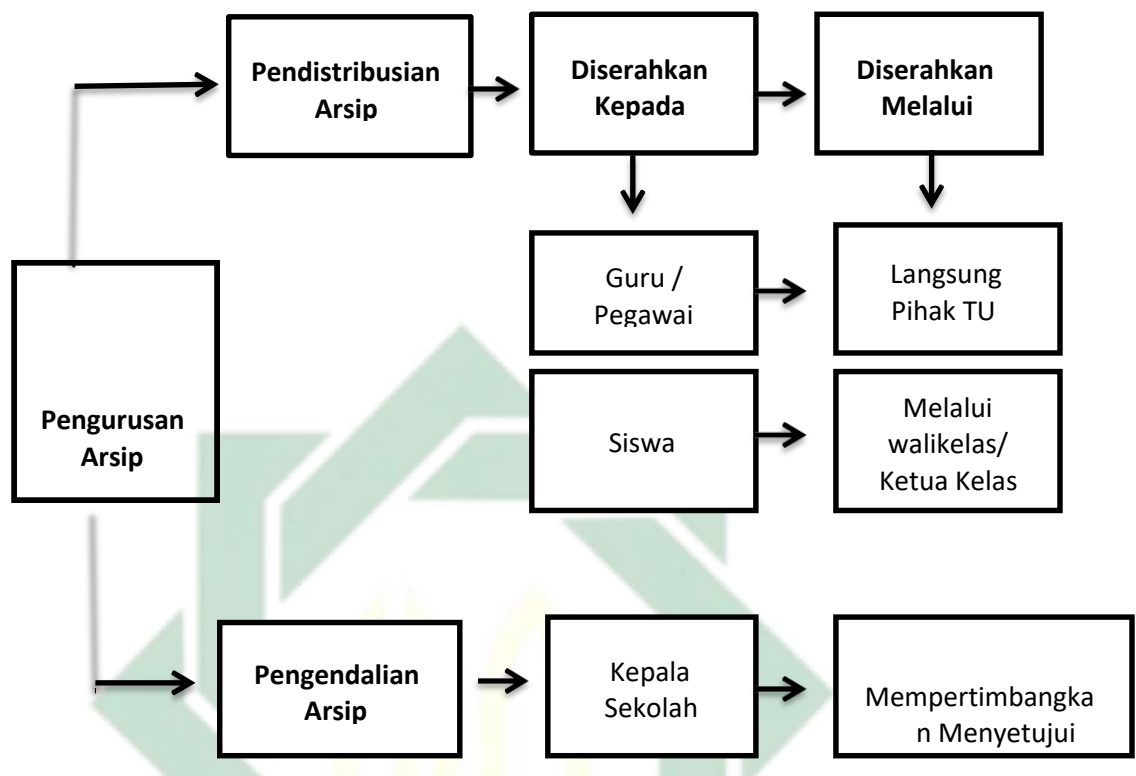 Pendistribusian
Arsip
Diserahkan
Kepada
Diserahkan
Melalui
Guru /
Pegawai
Langsung
Pihak TU
Pengurusan
Arsip
Siswa
Melalui
walikelas/
Ketua Kelas
Pengendalian
Arsip
Kepala
Sekolah
Mempertimbangka
n Menyetujui